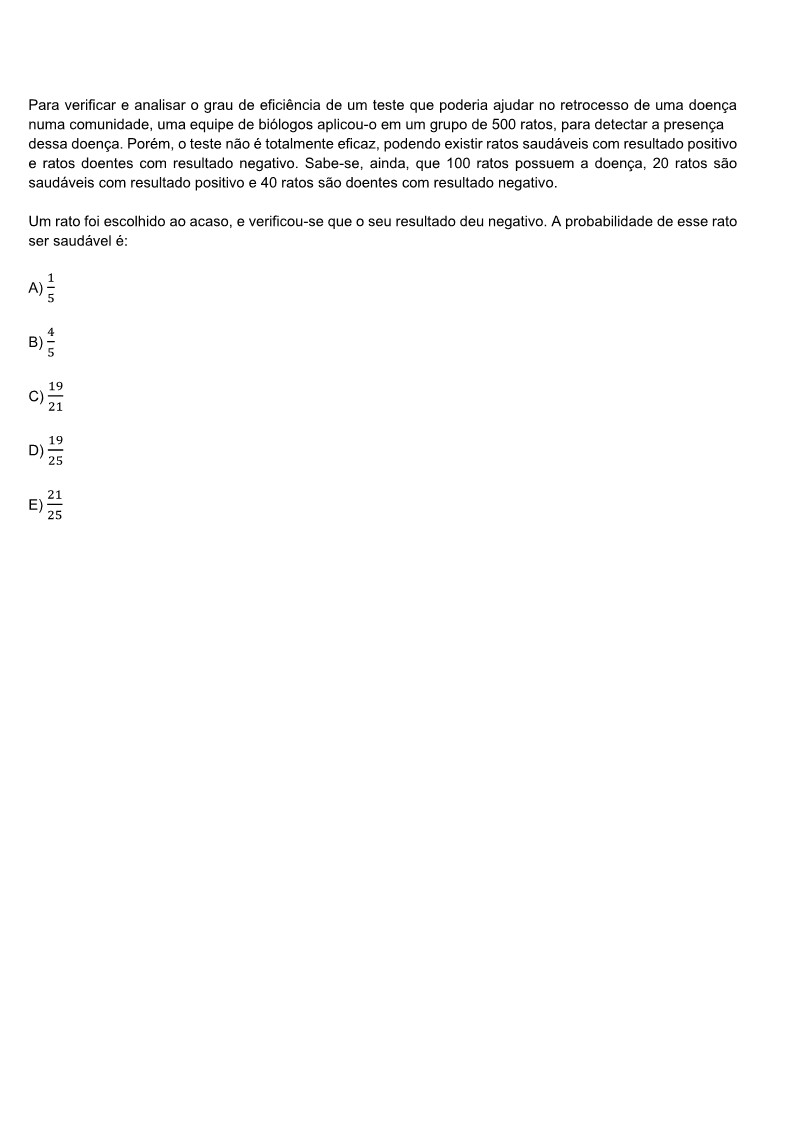 Para verificar e analisar o grau de eficiência de um teste que poderia ajudar no retrocesso de uma doença
numa comunidade, uma equipe de biólogos aplicou-o em um grupo de 500 ratos, para detectar a presença
dessa doença. Porém, o teste não é totalmente eficaz, podendo existir ratos saudáveis com resultado positivo
e ratos doentes com resultado negativo. Sabe-se, ainda, que 100 ratos possuem a doença, 20 ratos são
saudáveis com resultado positivo e 40 ratos são doentes com resultado negativo.
Um rato foi escolhido ao acaso, e verificou-se que o seu resultado deu negativo. A probabilidade de esse rato
ser saudável é:
A) 1/5
B) 4/5
C) 19/21
D) 19/25
E) 21/25